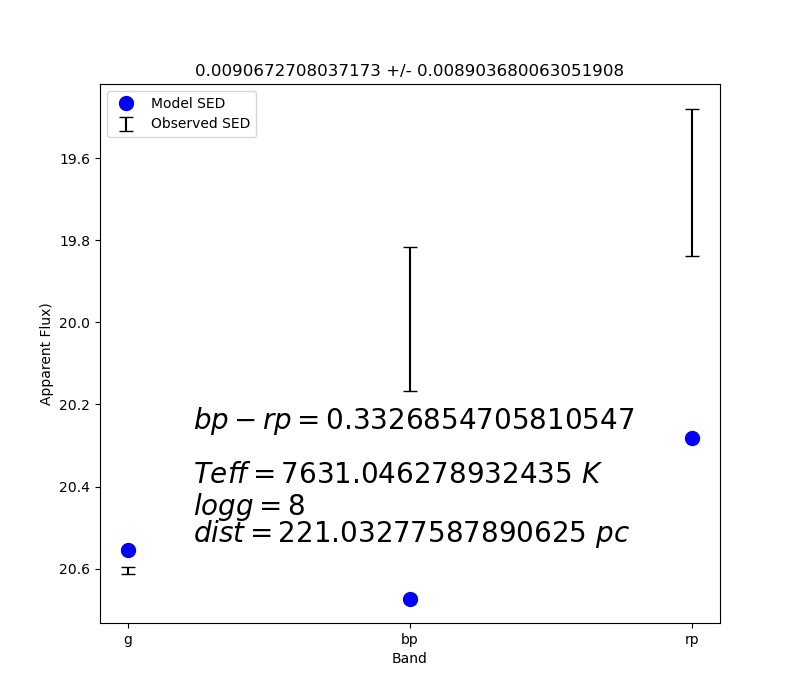 0.0090672708037173 +/- 0.008903680063051908
Model SED
Observed SED
19.6
19.8
20.0
20.2
20.4
20.6
Apparent Flux)
bp − rp = 0.3326854705810547
Teff = 7631.046278932435 K
logg = 8
dist = 221.03277587890625 pc
g bp rp
Band